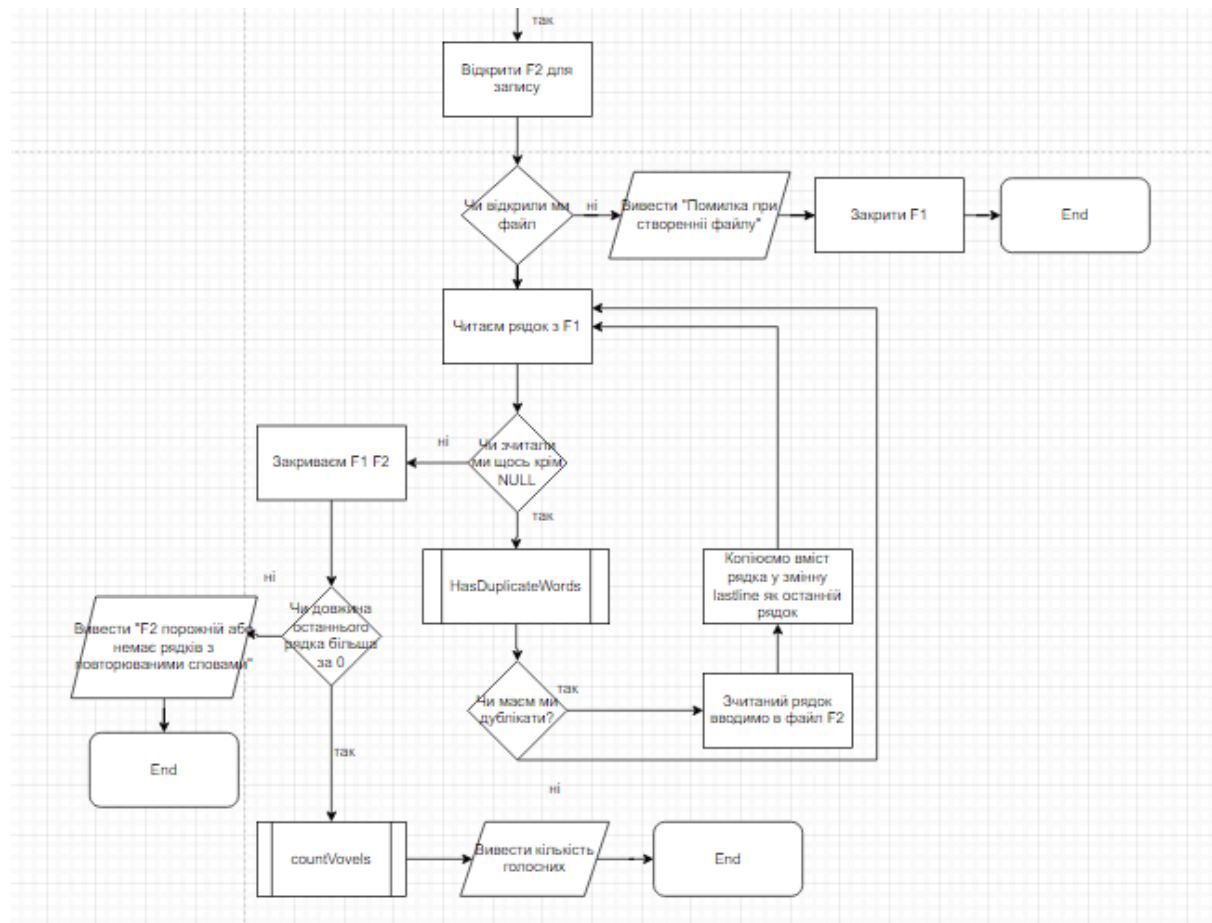 так
Відкрити F2 для
запису
Чи відкрили ми
файл
ні
Вивести "Помилка при
створенніі файлу"
Закрити F1
End
Читаєм рядок з F1
Чи зчитали
ми щось крім
NULL
ні
Закриваєм F1 F2
так
HasDuplicateWords
Копіюємо вміст
рядка у змінну
lastline як останній
рядок
ні
Чи довжина
останнього
рядка більша
за 0
Вивести "F2 порожній або
немає рядків з
повторюваними словами"
End
Чи маєм ми
дублікати?
так
Зчитаний рядок
вводимо в файл F2
так
ні
countVovels
Вивести кількість
голосних
End